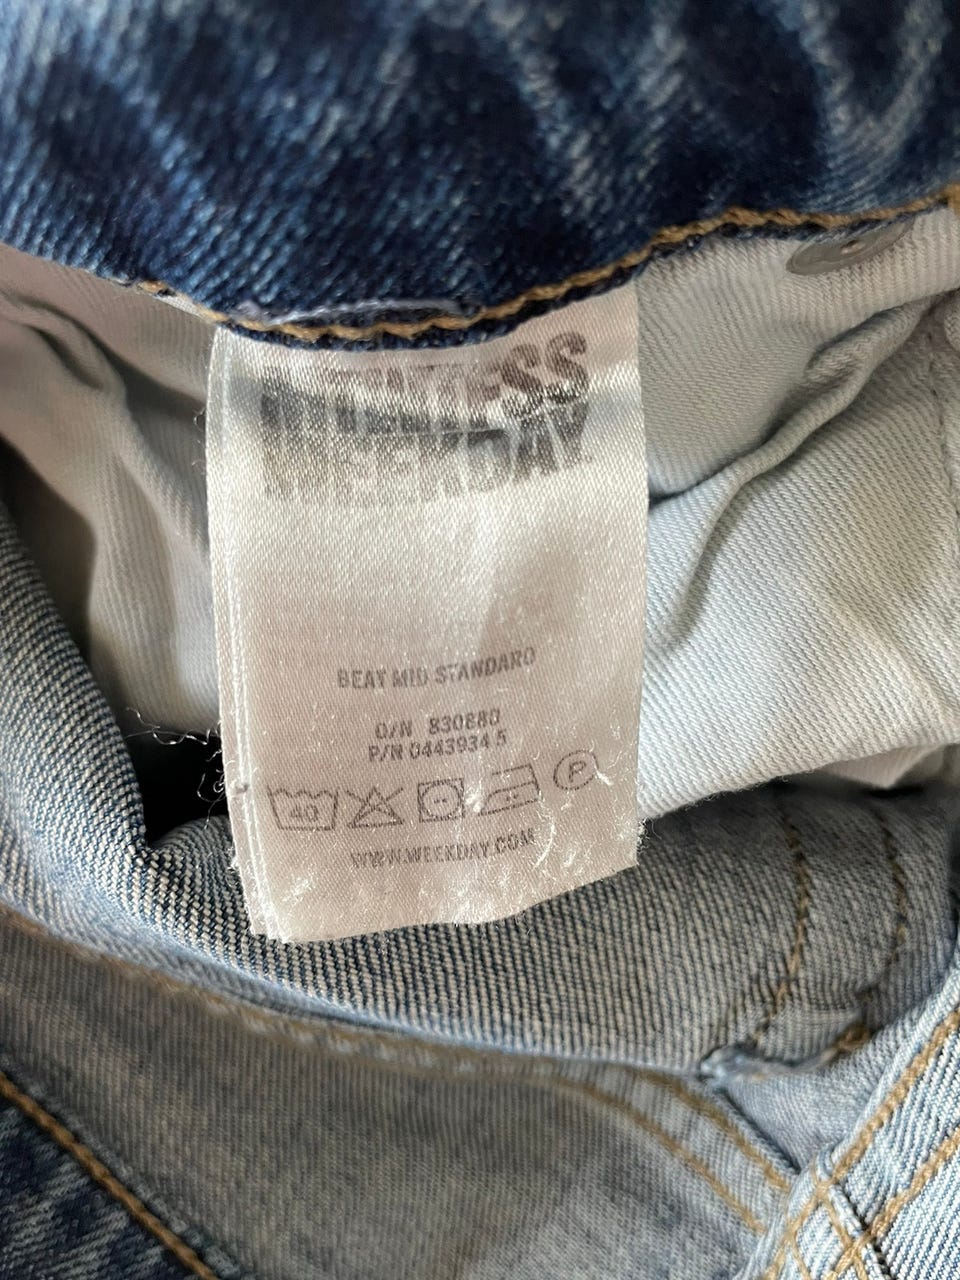 WEEKDAY
BEAT MID STANDARD
O/N 830880
P/N 0443934 5
40
P
WWW.WEEKDAY.COM